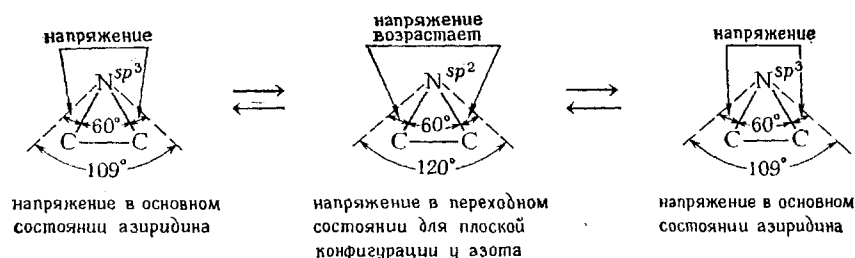 напряжение
N sp³
60°
C C
109°
напряжение в основном
состоянии азиридина
напряжение
возрастает
N sp²
60°
C C
120°
напряжение в переходном
состоянии для плоской
конфигурации у азота
напряжение
N sp³
60°
C C
109°
напряжение в основном
состоянии азиридина